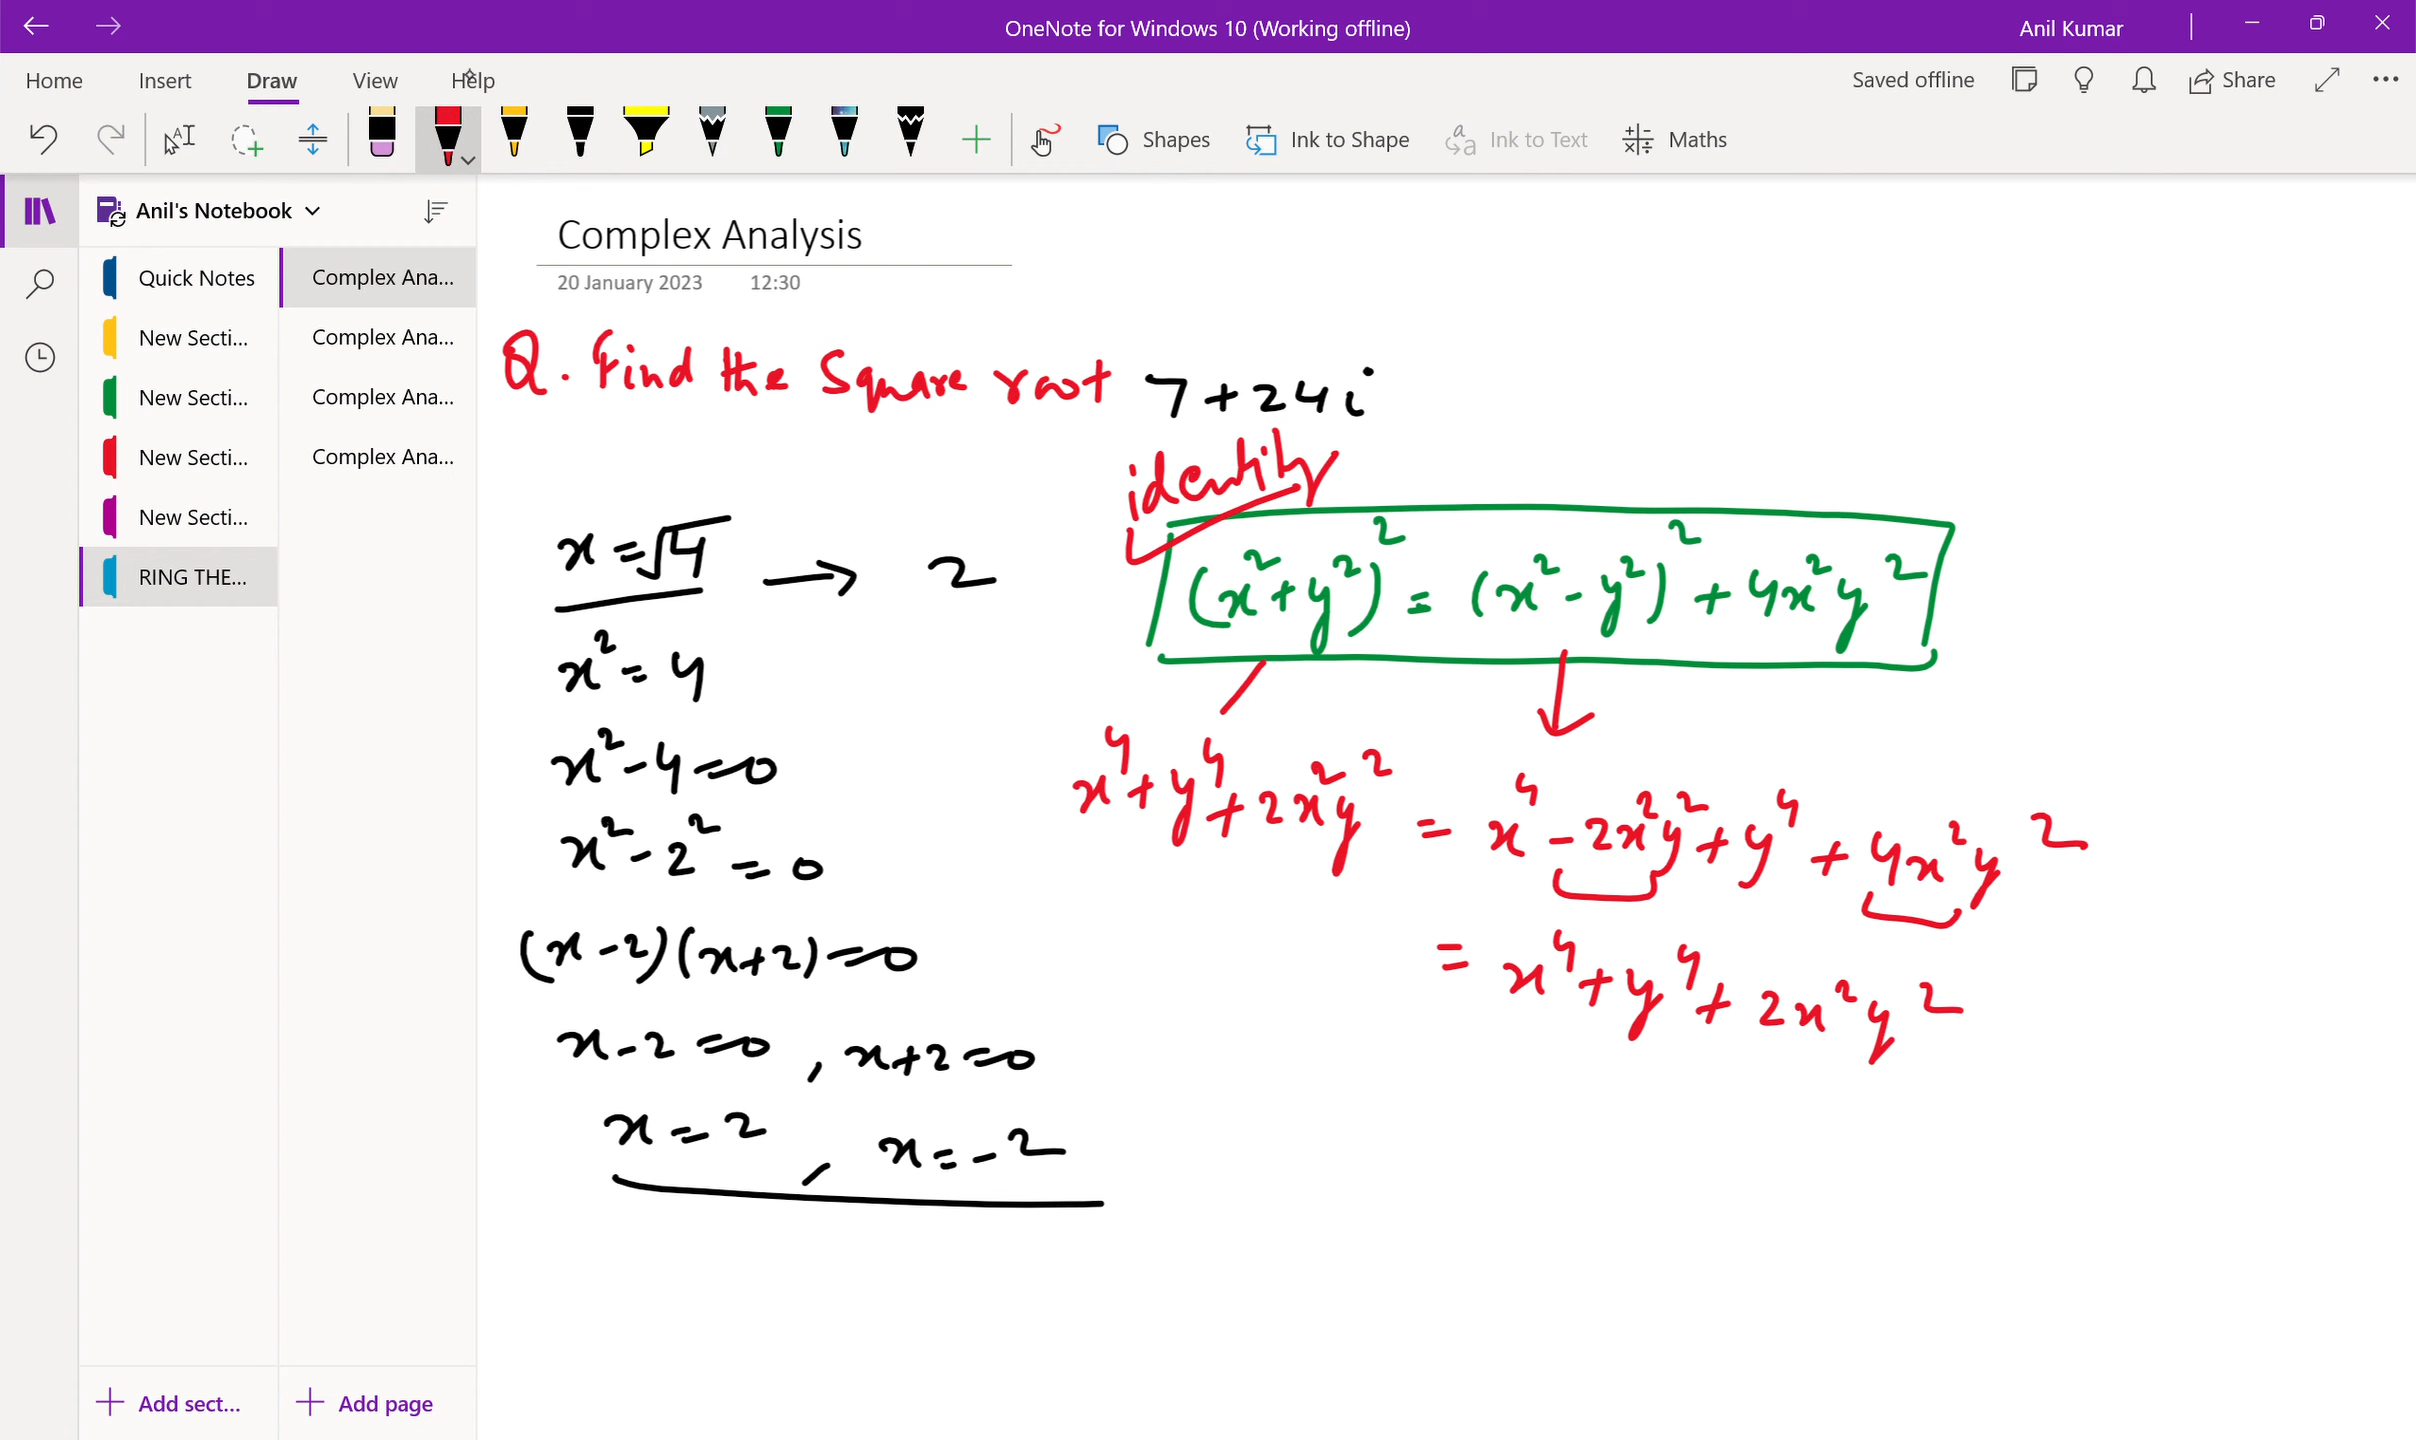 OneNote for Windows 10 (Working offline)
Anil Kumar
Home Insert Draw View Help
Saved offline Share
Shapes Ink to Shape Ink to Text Maths
Anil's Notebook
Quick Notes
New Secti...
New Secti...
New Secti...
New Secti...
RING THE...
Complex Ana...
Complex Ana...
Complex Ana...
Complex Ana...
Add sect...
Add page
Complex Analysis
20 January 2023 12:30
Q. Find the Square root 7+24i
x=√4 → 2
x²=4
x²-4=0
x²-2²=0
(x-2)(x+2)=0
x-2=0, x+2=0
x=2, x=-2
identity
(x²+y²)² = (x²-y²)² + 4x²y²
x⁴+y⁴+2x²y² = x⁴-2x²y²+y⁴+4x²y²
= x⁴+y⁴+2x²y²